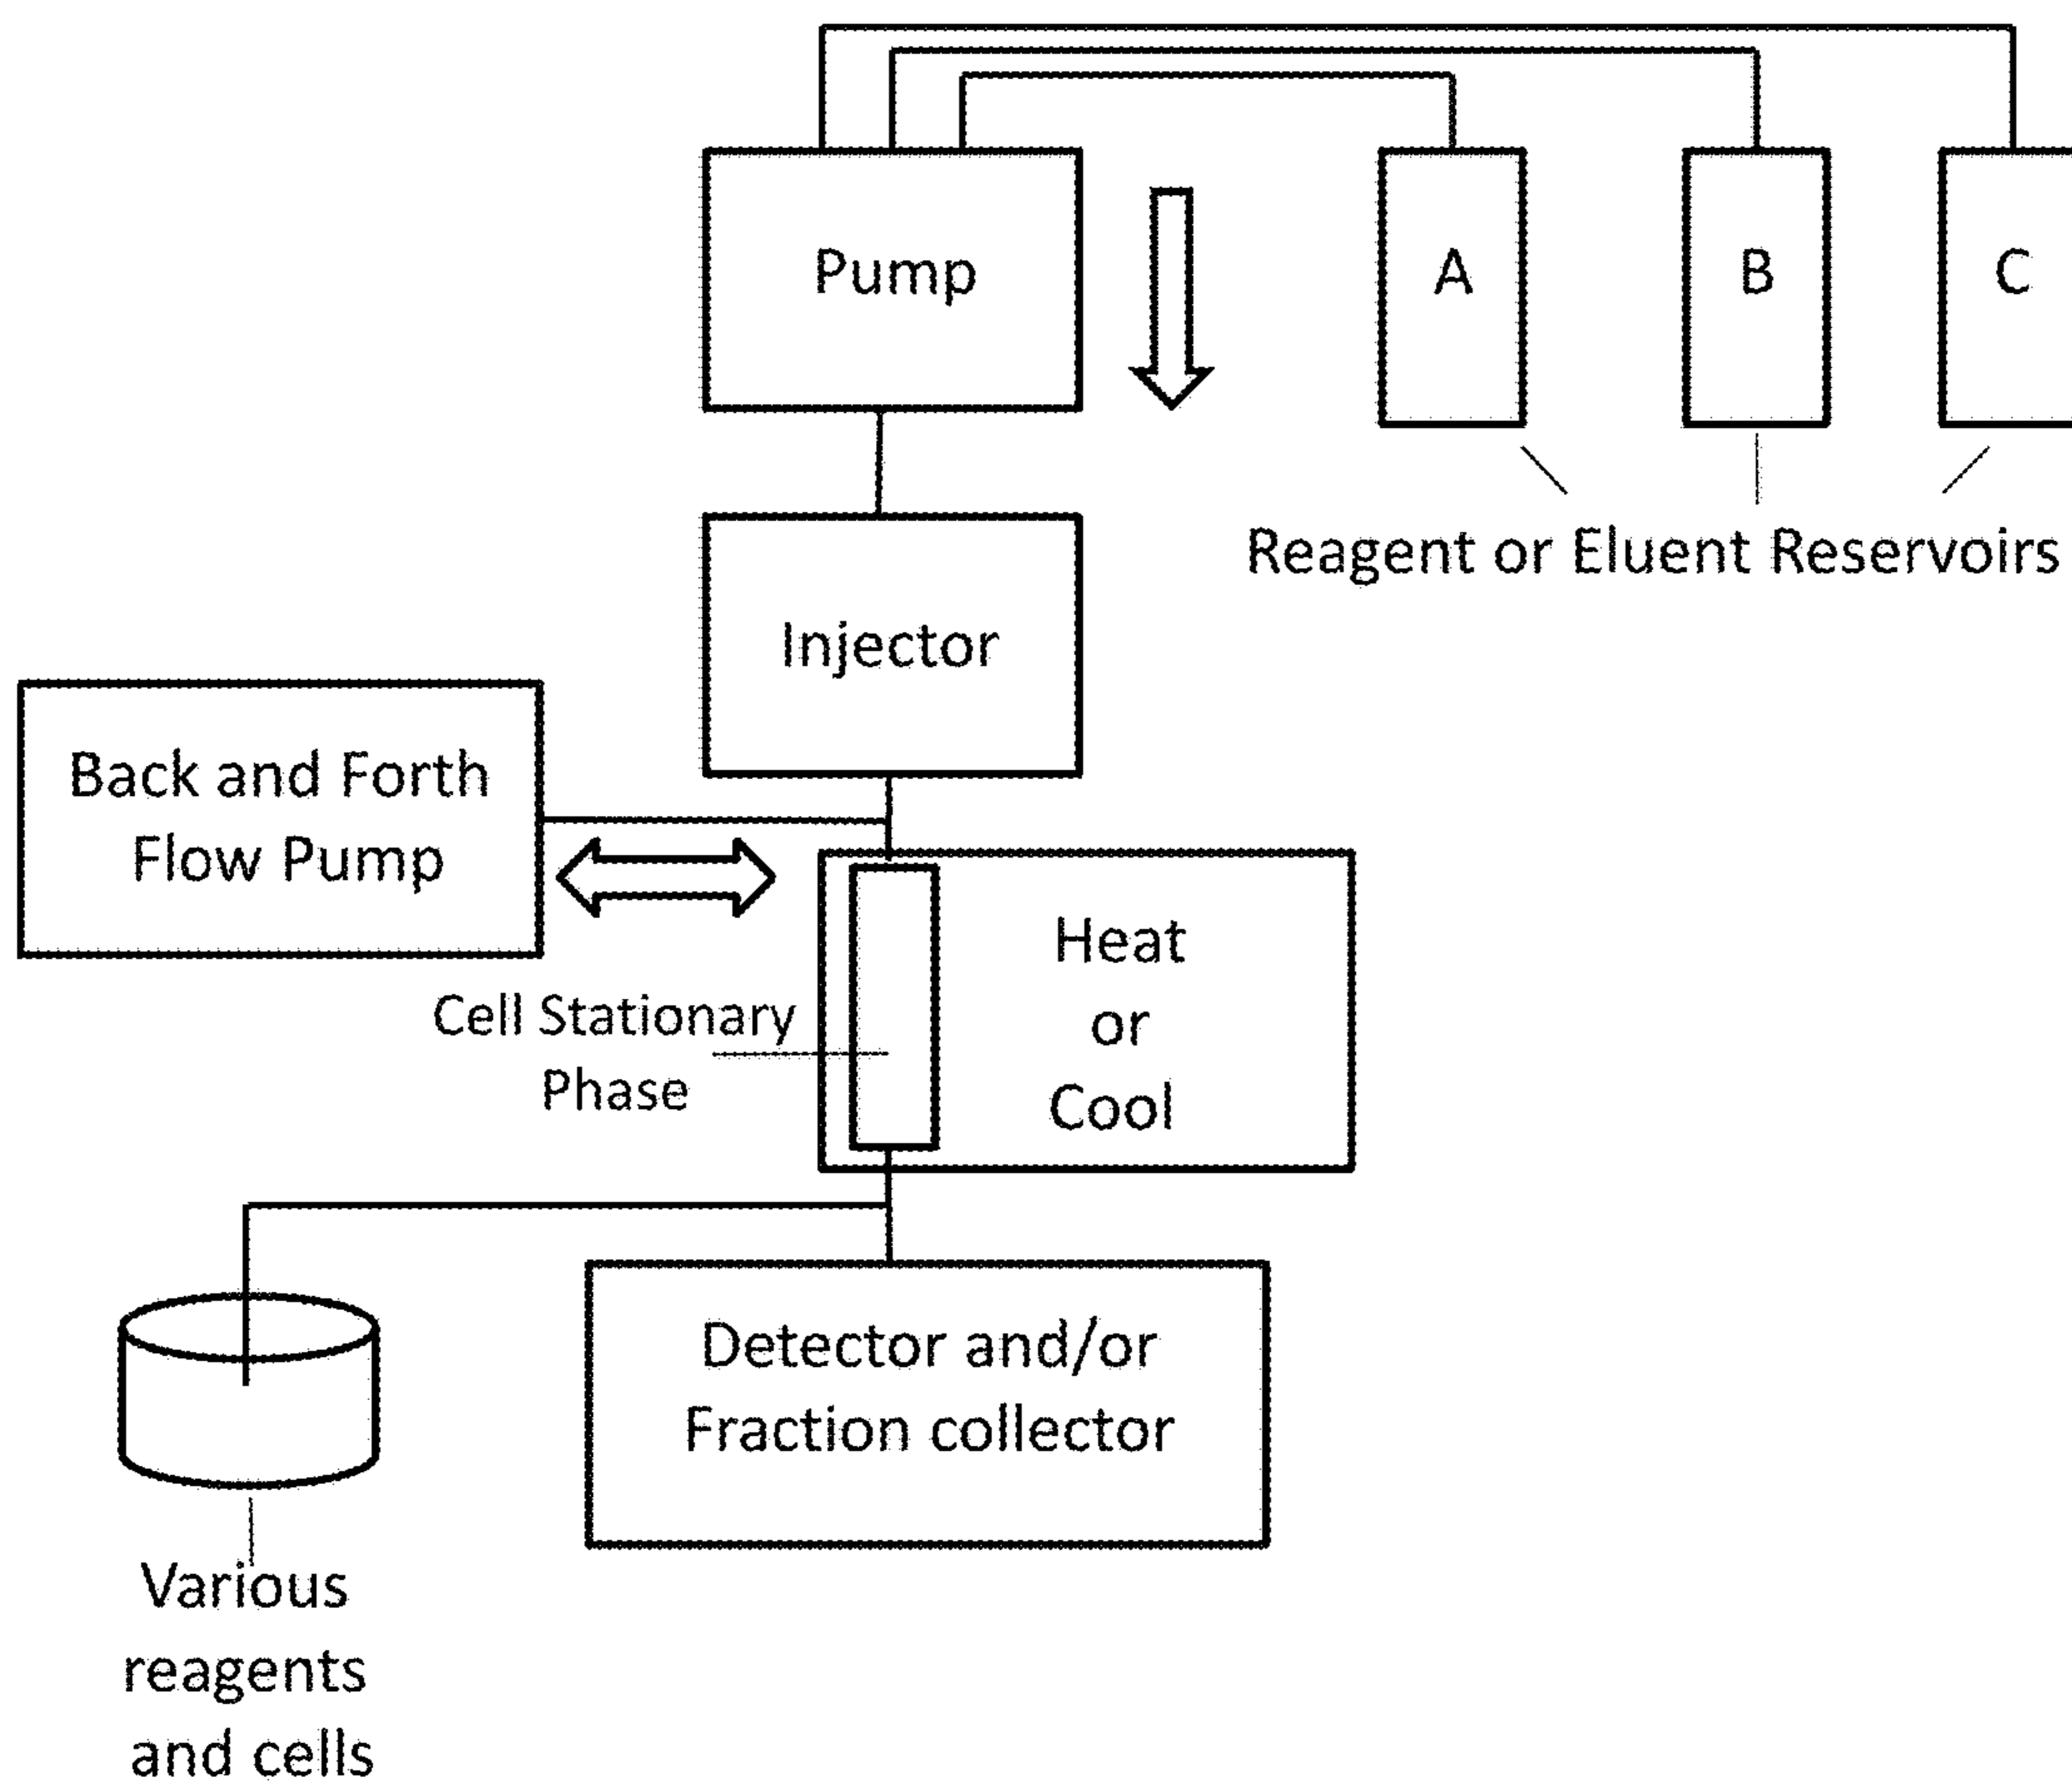 Pump
A
B
C
Reagent or Eluent Reservoirs
Injector
Back and Forth
Flow Pump
Heat
or
Cool
Cell Stationary
Phase
Detector and/or
Fraction collector
Various
reagents
and cells